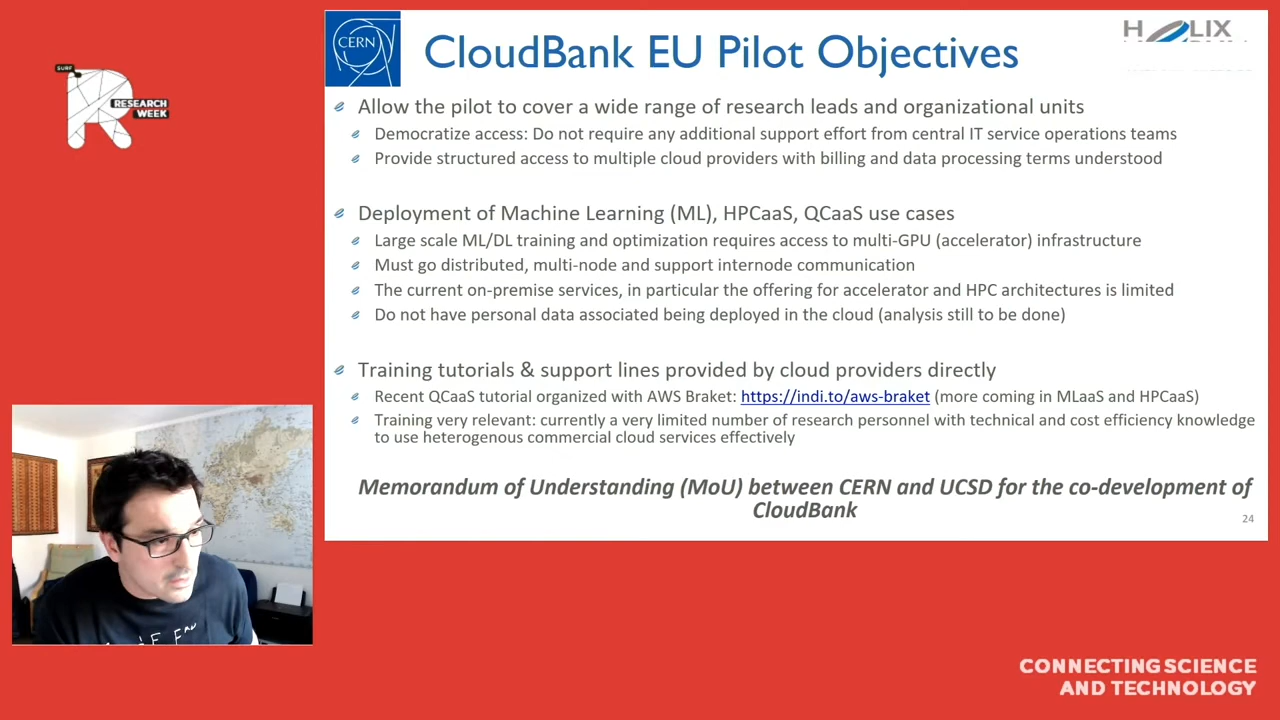 CERN
CloudBank EU Pilot Objectives
HELIX
SURF
RESEARCH
WEEK
Allow the pilot to cover a wide range of research leads and organizational units
Democratize access: Do not require any additional support effort from central IT service operations teams
Provide structured access to multiple cloud providers with billing and data processing terms understood
Deployment of Machine Learning (ML), HPCaaS, QCaaS use cases
Large scale ML/DL training and optimization requires access to multi-GPU (accelerator) infrastructure
Must go distributed, multi-node and support internode communication
The current on-premise services, in particular the offering for accelerator and HPC architectures is limited
Do not have personal data associated being deployed in the cloud (analysis still to be done)
Training tutorials & support lines provided by cloud providers directly
Recent QCaaS tutorial organized with AWS Braket: https://indi.to/aws-braket (more coming in MLaaS and HPCaaS)
Training very relevant: currently a very limited number of research personnel with technical and cost efficiency knowledge
to use heterogenous commercial cloud services effectively
Memorandum of Understanding (MoU) between CERN and UCSD for the co-development of
CloudBank
24
CONNECTING SCIENCE
AND TECHNOLOGY